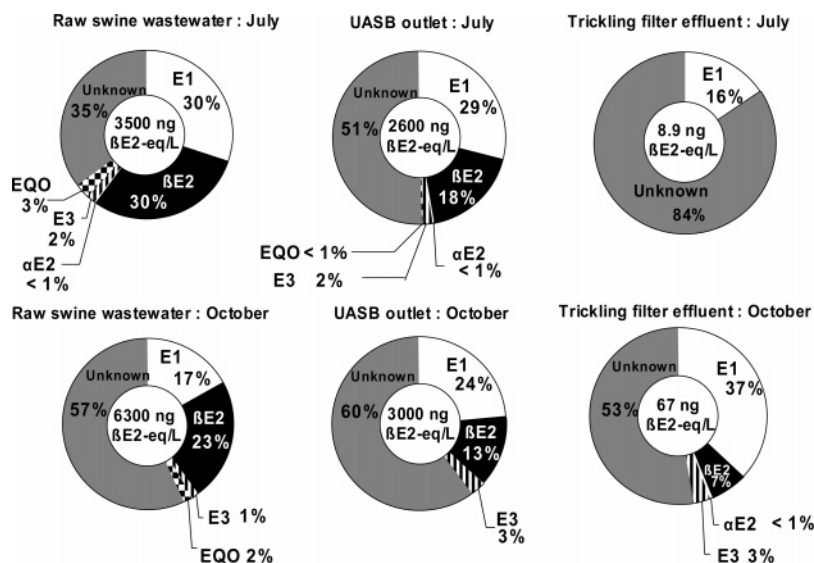 Raw swine wastewater : July
Unknown
35%
E1
30%
3500 ng
ßE2-eq/L
ßE2
30%
EQO
3%
E3
2%
αE2
< 1%
UASB outlet : July
Unknown
51%
E1
29%
2600 ng
ßE2-eq/L
ßE2
18%
EQO < 1%
E3 2%
αE2
< 1%
Trickling filter effluent : July
E1
16%
8.9 ng
ßE2-eq/L
Unknown
84%
Raw swine wastewater : October
Unknown
57%
E1
17%
6300 ng
ßE2-eq/L
ßE2
23%
E3 1%
EQO 2%
UASB outlet : October
Unknown
60%
E1
24%
3000 ng
ßE2-eq/L
ßE2
13%
E3
3%
Trickling filter effluent : October
Unknown
53%
E1
37%
67 ng
ßE2-eq/L
ßE2
7%
αE2 < 1%
E3 3%